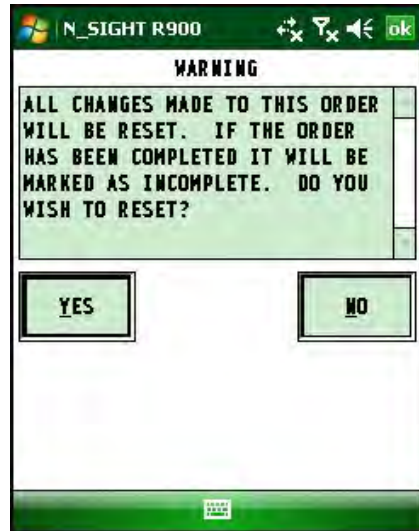 N_SIGHT R900
ok
WARNING
ALL CHANGES MADE TO THIS ORDER
WILL BE RESET. IF THE ORDER
HAS BEEN COMPLETED IT WILL BE
MARKED AS INCOMPLETE. DO YOU
WISH TO RESET?
YES
NO